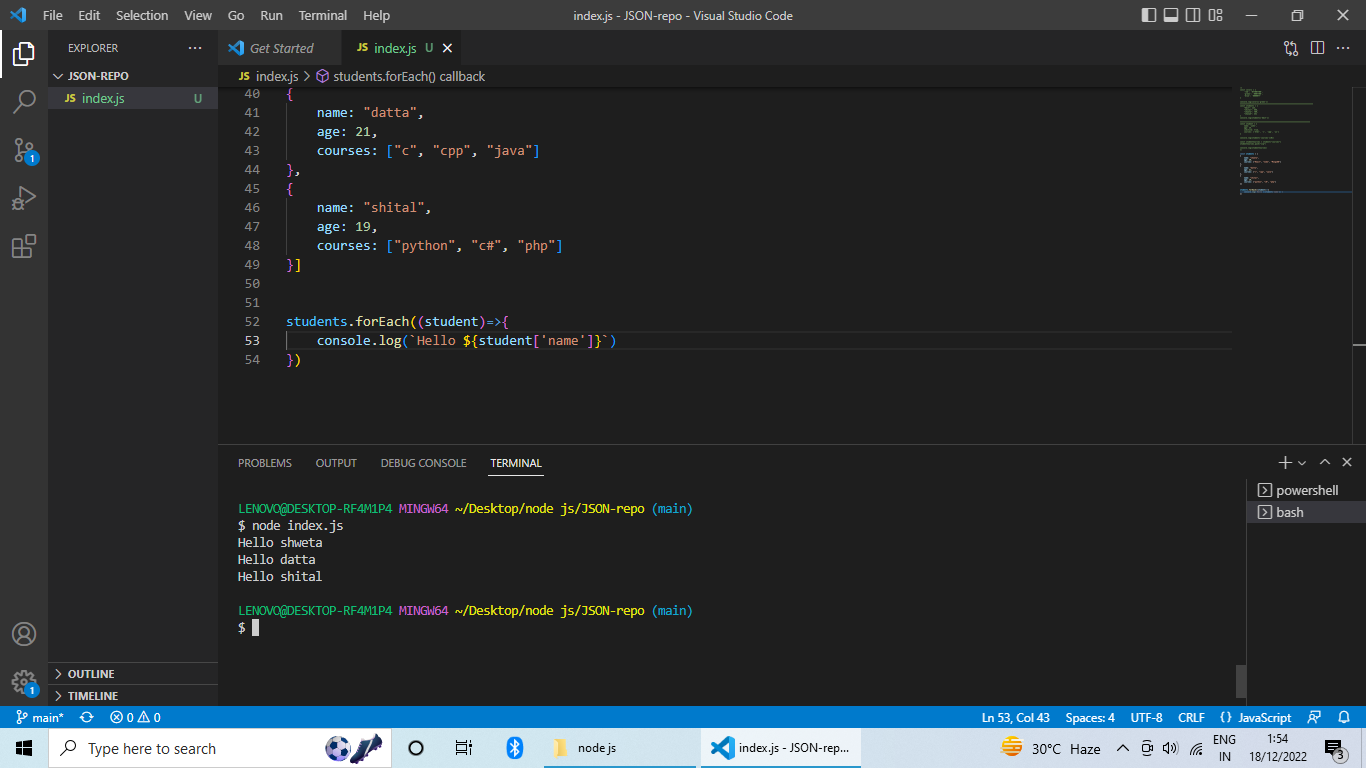 File Edit Selection View Go Run Terminal Help
index.js - JSON-repo - Visual Studio Code
EXPLORER
JSON-REPO
JS index.js U
Get Started
JS index.js U
JS index.js > students.forEach() callback
40 {
41 name: "datta",
42 age: 21,
43 courses: ["c", "cpp", "java"]
44 },
45 {
46 name: "shital",
47 age: 19,
48 courses: ["python", "c#", "php"]
49 }]
50
51
52 students.forEach((student)=>{
53 console.log(`Hello ${student['name']}`)
54 })
PROBLEMS OUTPUT DEBUG CONSOLE TERMINAL
LENOVO@DESKTOP-RF4M1P4 MINGW64 ~/Desktop/node js/JSON-repo (main)
$ node index.js
Hello shweta
Hello datta
Hello shital
LENOVO@DESKTOP-RF4M1P4 MINGW64 ~/Desktop/node js/JSON-repo (main)
$
powershell
bash
1
1
OUTLINE
TIMELINE
main* 0 0
Ln 53, Col 43 Spaces: 4 UTF-8 CRLF {} JavaScript
Type here to search
node js
index.js - JSON-rep...
30°C Haze
ENG
IN
1:54
18/12/2022
3